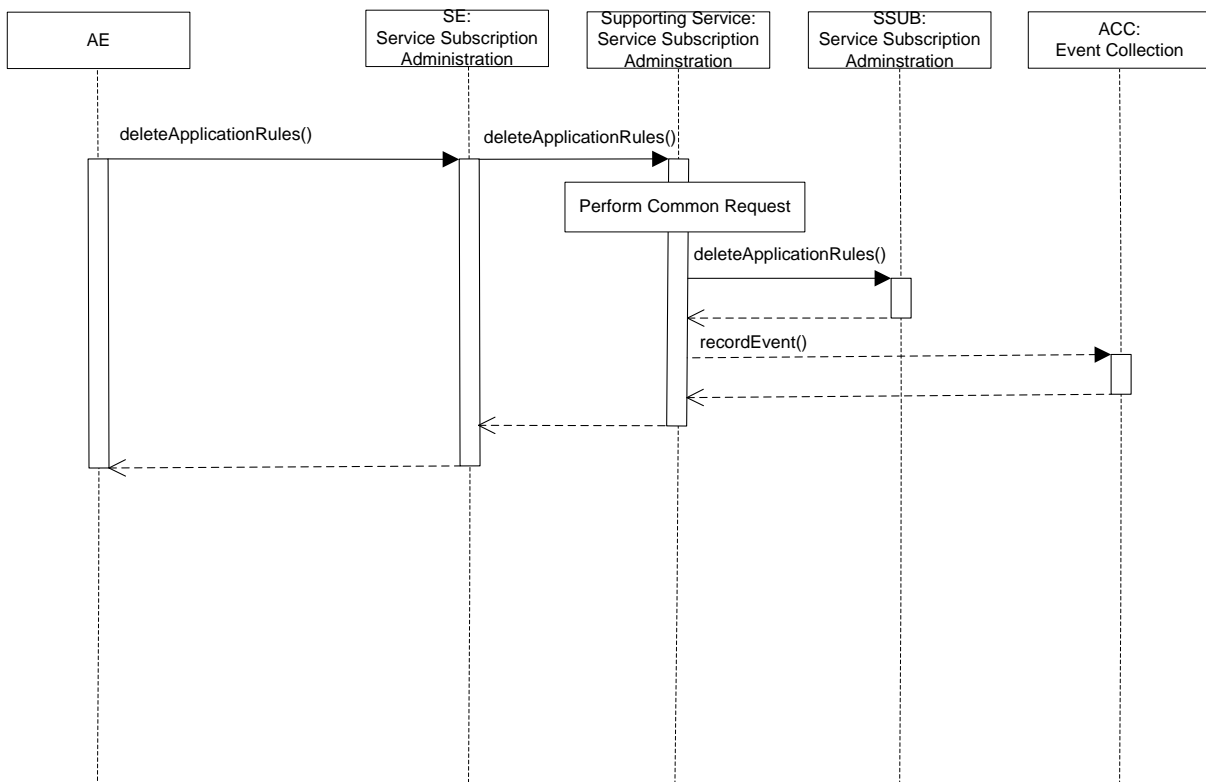 AE
SE:
Service Subscription
Administration
Supporting Service:
Service Subscription
Adminstration
SSUB:
Service Subscription
Adminstration
ACC:
Event Collection
deleteApplicationRules()
deleteApplicationRules()
Perform Common Request
deleteApplicationRules()
recordEvent()